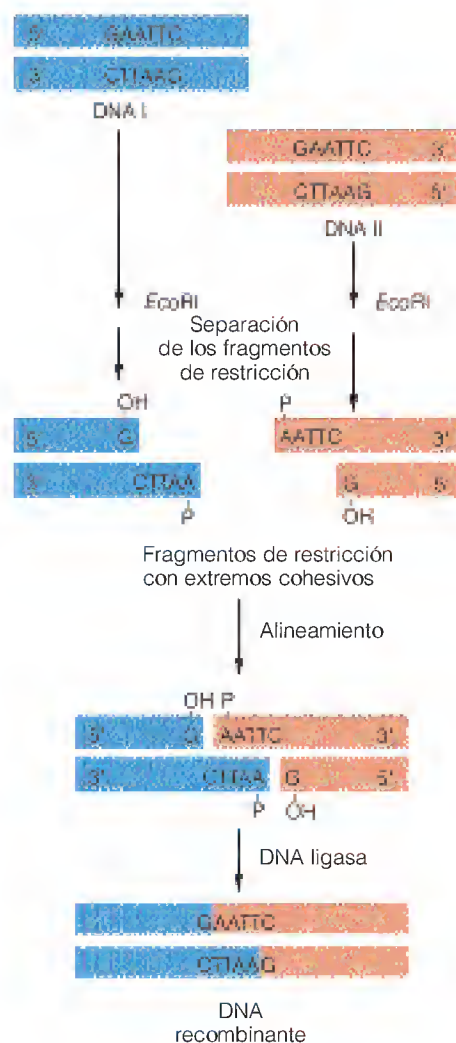 5' GAATTC
3' CTTAAG
DNA I
GAATTC 3'
CTTAAG 5'
DNA II
EcoRI
EcoRI
Separación
de los fragmentos
de restricción
OH
P
5' G
AATTC 3'
3' CTTAA
G 5'
P
OH
Fragmentos de restricción
con extremos cohesivos
Alineamiento
OH P
5' G AATTC 3'
3' CTTAA G 5'
P OH
DNA ligasa
GAATTC
CTTAAG
DNA
recombinante